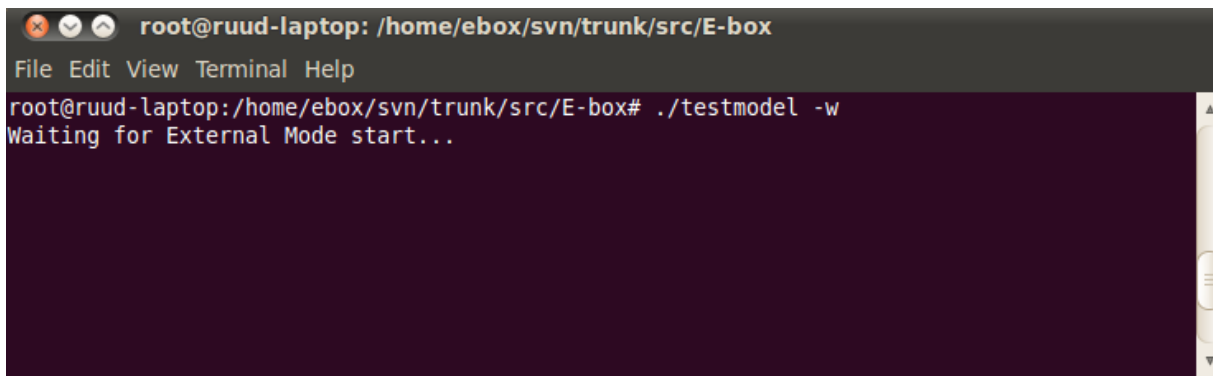 root@ruud-laptop: /home/ebox/svn/trunk/src/E-box
File Edit View Terminal Help
root@ruud-laptop:/home/ebox/svn/trunk/src/E-box# ./testmodel -w
Waiting for External Mode start...